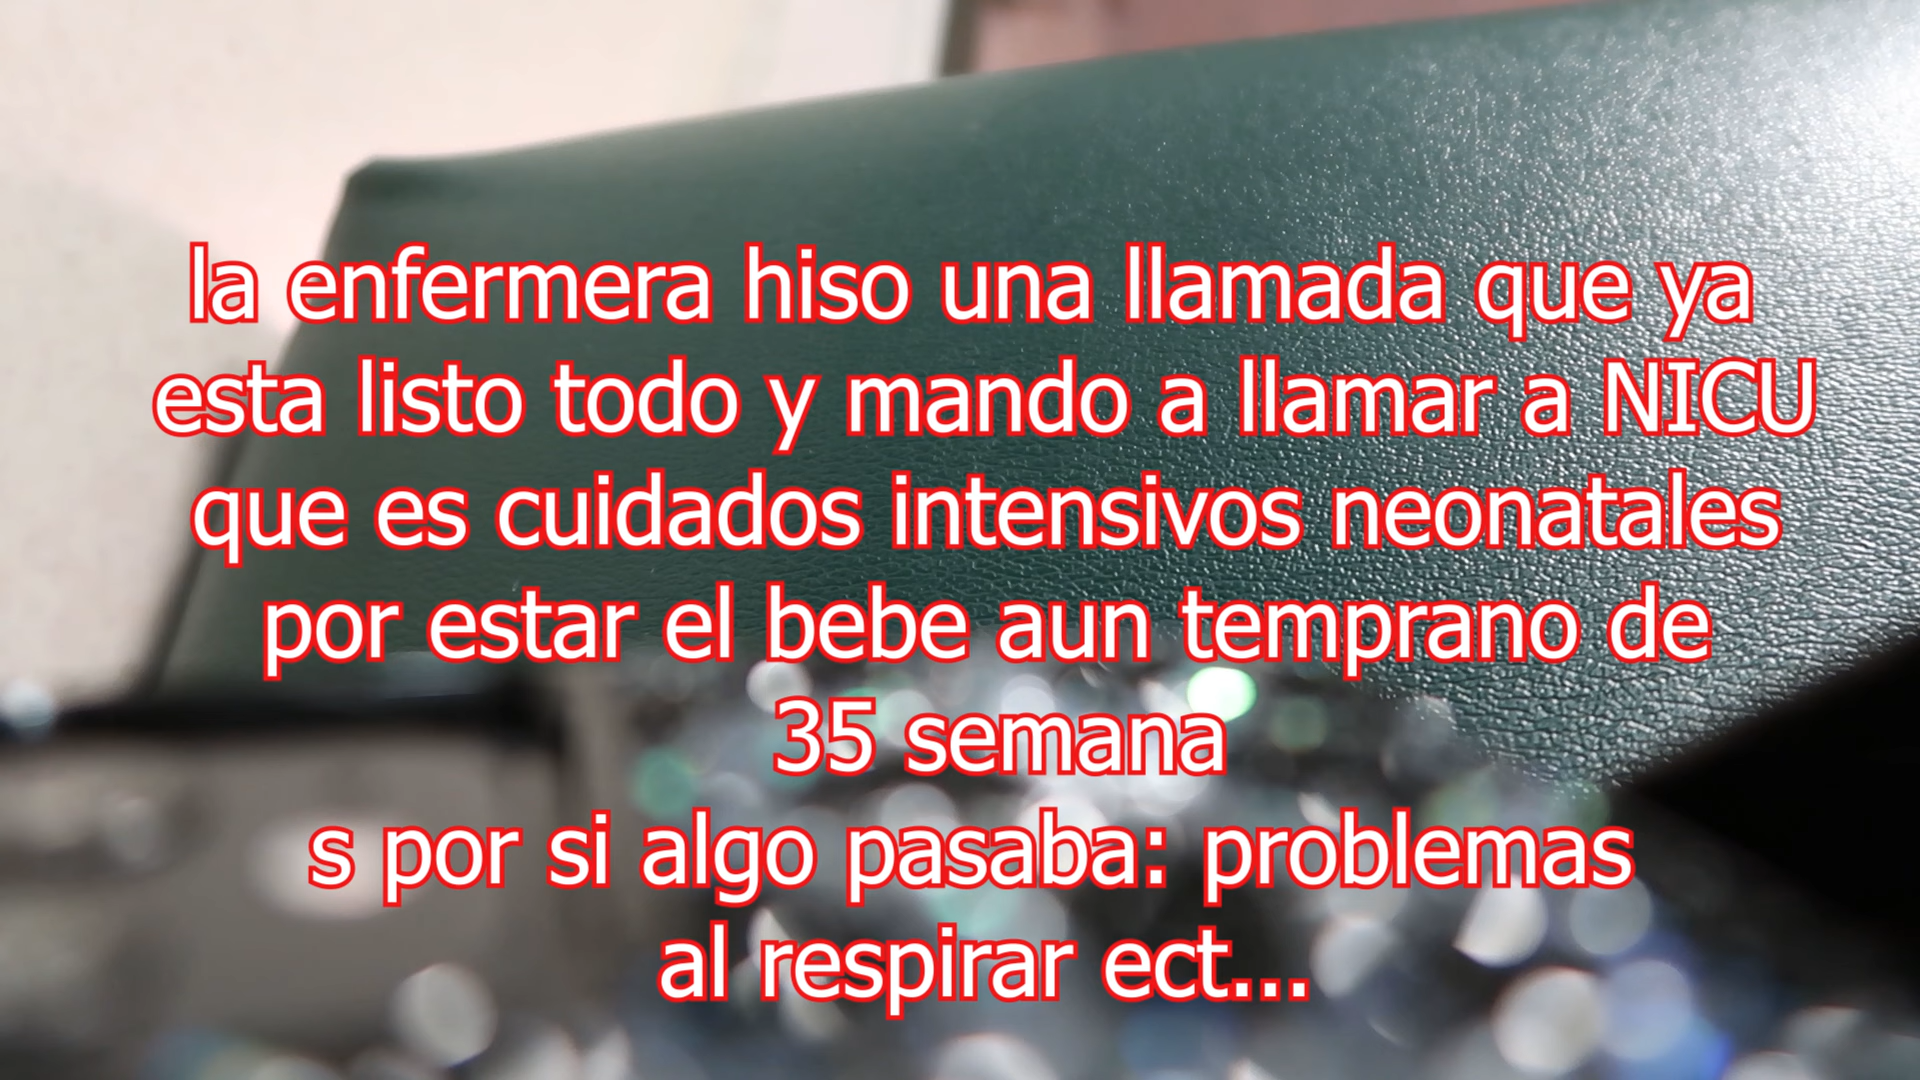 la enfermera hiso una llamada que ya
esta listo todo y mando a llamar a NICU
que es cuidados intensivos neonatales
por estar el bebe aun temprano de
35 semana
s por si algo pasaba: problemas
al respirar ect...